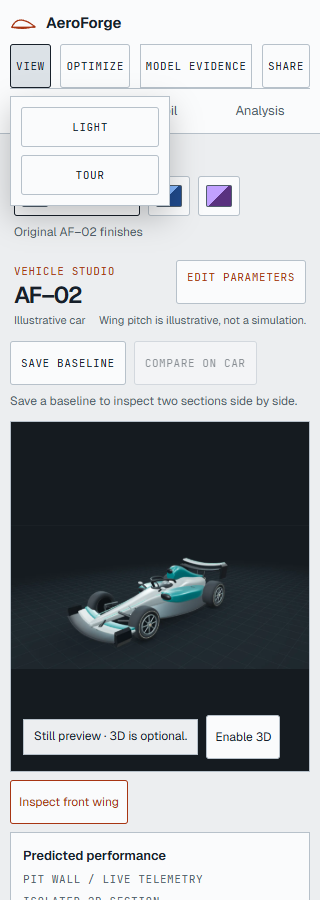 AeroForge
VIEW OPTIMIZE MODEL EVIDENCE SHARE
LIGHT
TOUR
Analysis
Original AF–02 finishes
VEHICLE STUDIO
AF–02
EDIT PARAMETERS
Illustrative car Wing pitch is illustrative, not a simulation.
SAVE BASELINE COMPARE ON CAR
Save a baseline to inspect two sections side by side.
Still preview · 3D is optional. Enable 3D
Inspect front wing
Predicted performance
PIT WALL / LIVE TELEMETRY
ISOLATED 3D SECTION